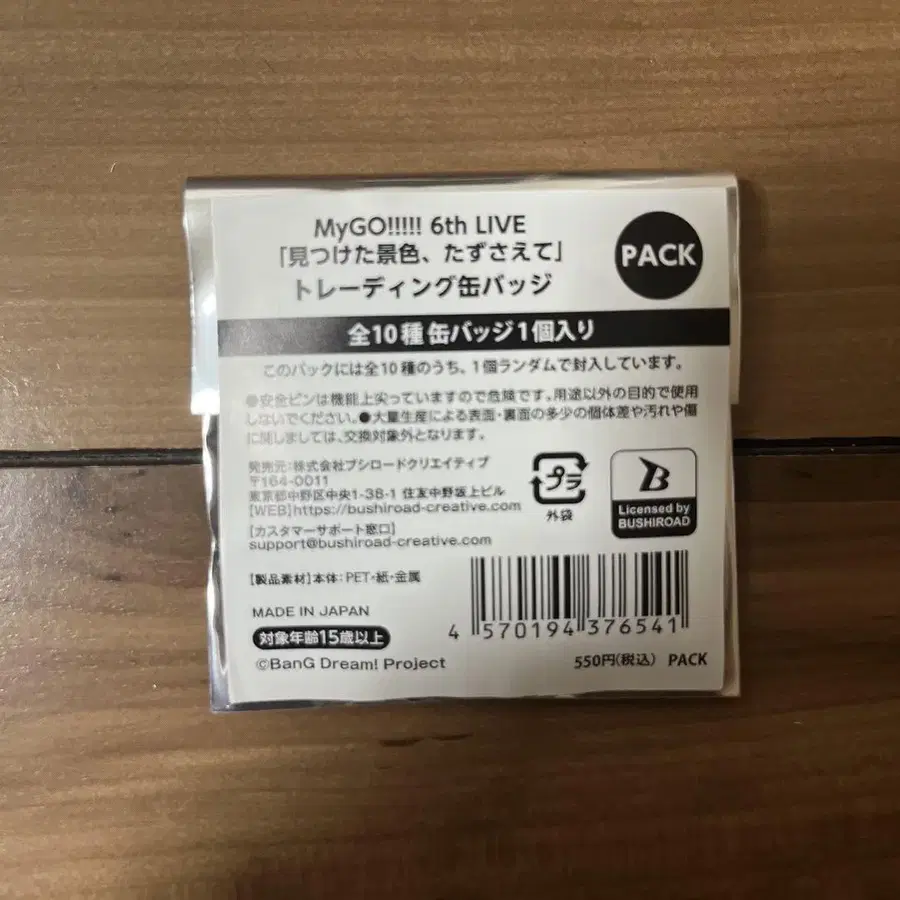 MyGO!!!!! 6th LIVE
「見つけた景色、たずさえて」
トレーディング缶バッジ
PACK
全10種 缶バッジ1個入り
このパックには全10種のうち、1個ランダムで封入しています。
●安全ピンは機能上尖っていますので危険です。用途以外の目的で使用
しないでください。●大量生産による表面・裏面の多少の個体差や汚れや傷
に関しましては、交換対象外となります。
発売元：株式会社ブシロードクリエイティブ
〒164-0011
東京都中野区中央1-38-1 住友中野坂上ビル
【WEB】https://bushiroad-creative.com
【カスタマーサポート窓口】
support@bushiroad-creative.com
プラ
外袋
B
Licensed by
BUSHIROAD
【製品素材】本体：PET・紙・金属
MADE IN JAPAN
対象年齢15歳以上
©BanG Dream! Project
4 570194 376541
550円(税込) PACK